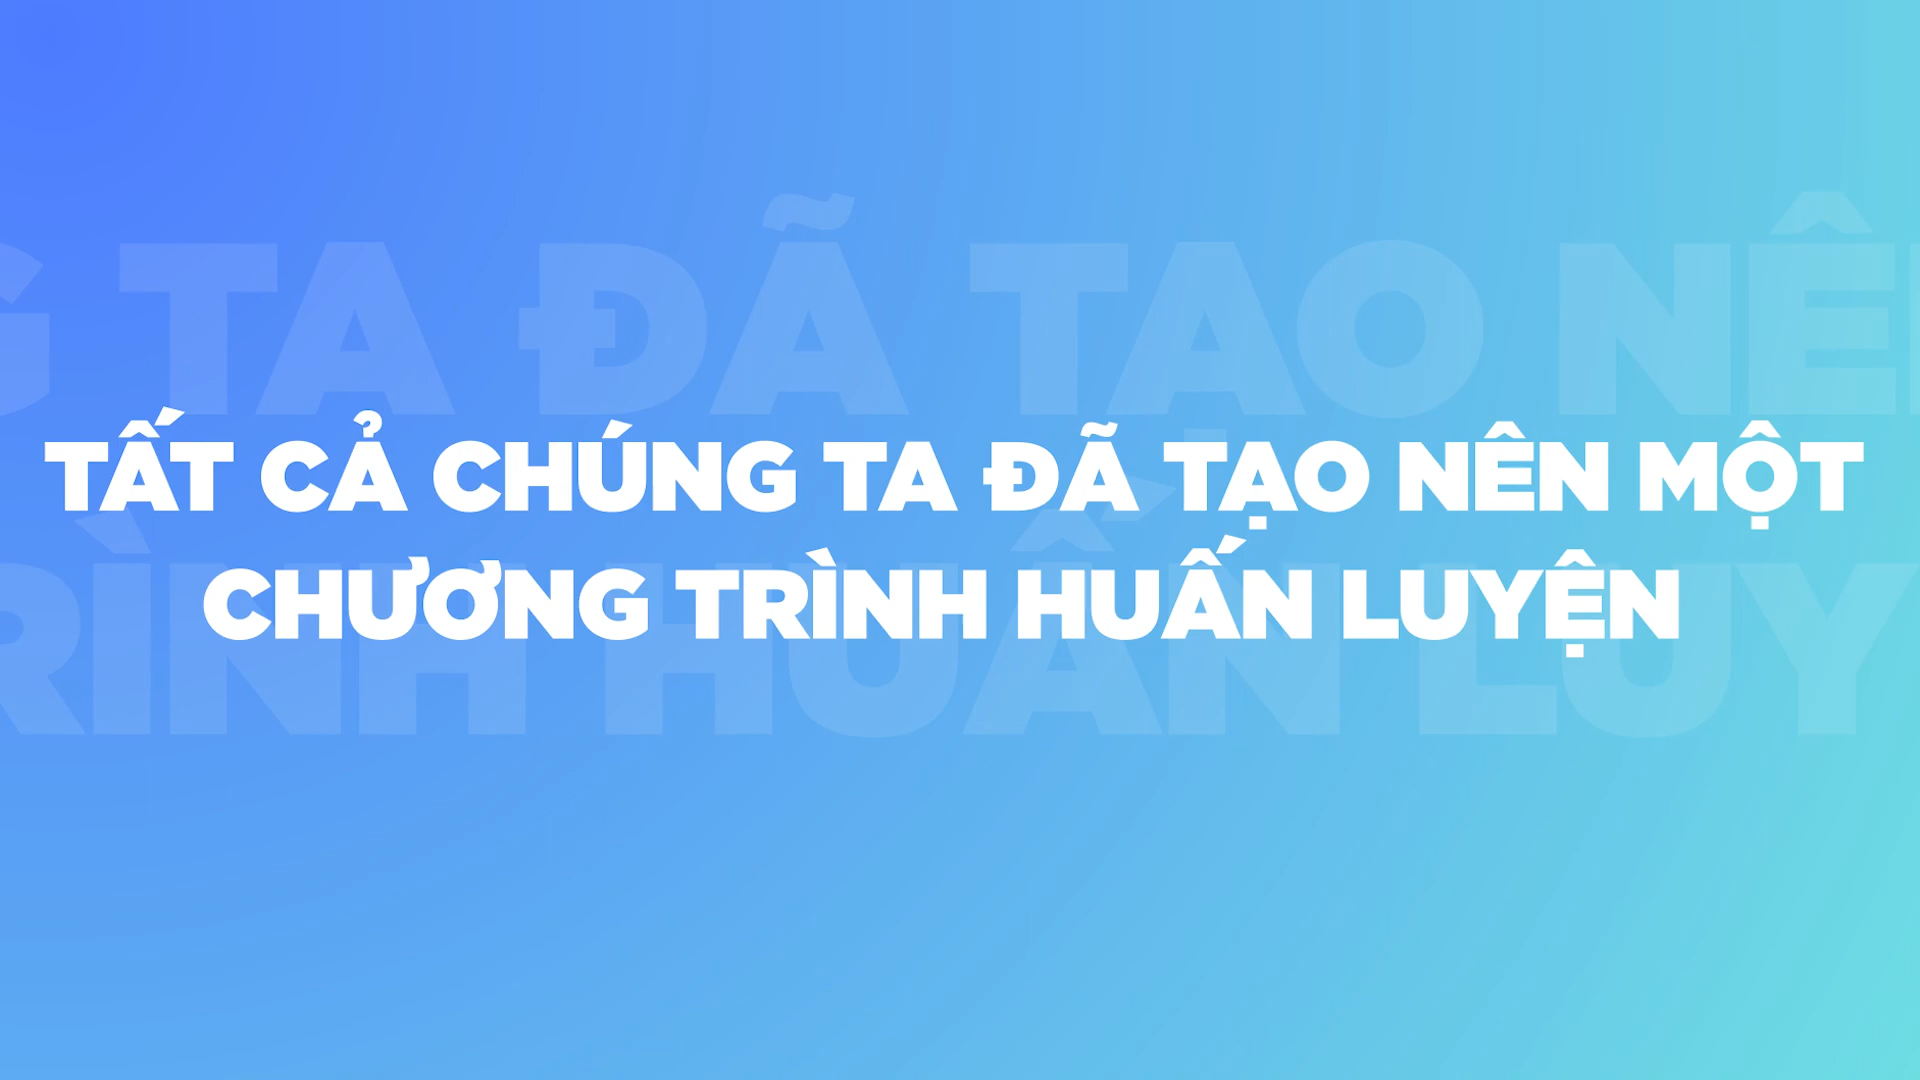 TẤT CẢ CHÚNG TA ĐÃ TẠO NÊN MỘT
CHƯƠNG TRÌNH HUẤN LUYỆN